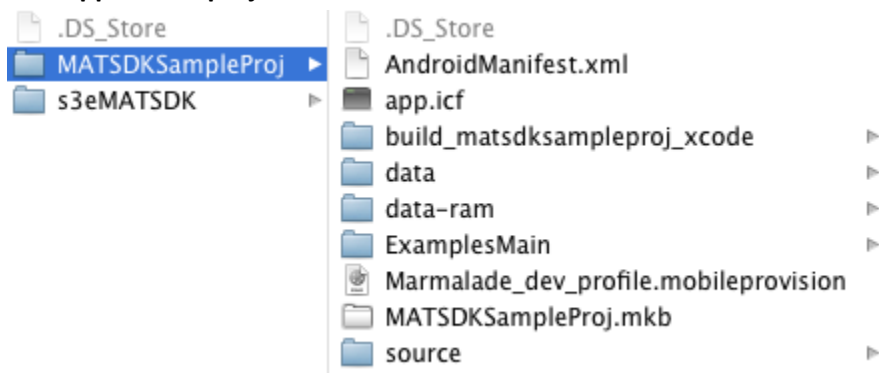 .DS_Store
MATSDKSampleProj
s3eMATSDK
.DS_Store
AndroidManifest.xml
app.icf
build_matsdksampleproj_xcode
data
data-ram
ExamplesMain
Marmalade_dev_profile.mobileprovision
MATSDKSampleProj.mkb
source